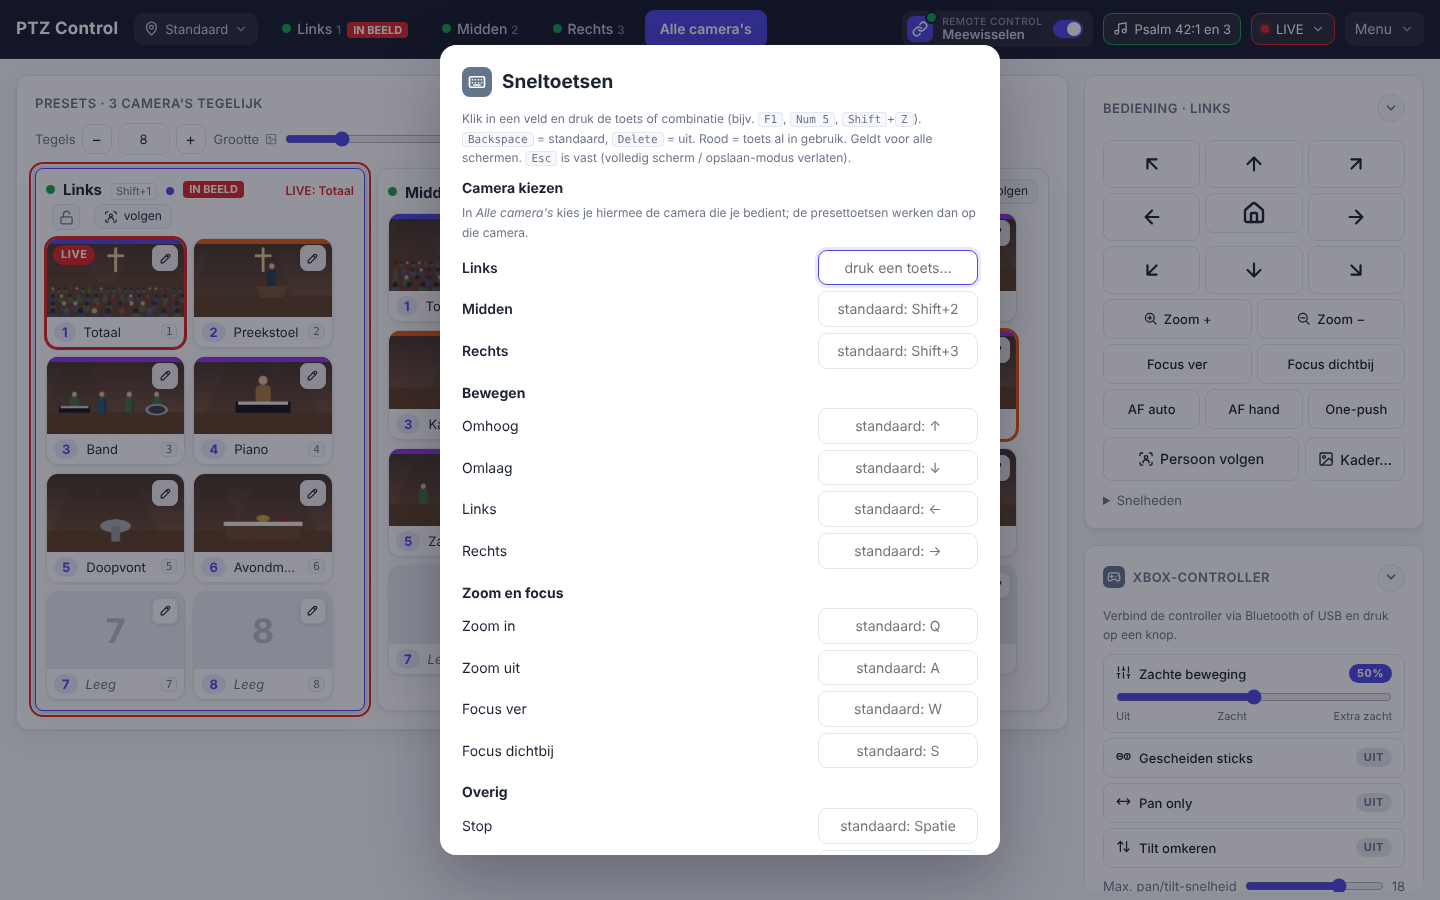 PTZ Control
Standaard
Links 1 IN BEELD
Midden 2
Rechts 3
Alle camera's
REMOTE CONTROL
Meewisselen
Psalm 42:1 en 3
LIVE
Menu
PRESETS · 3 CAMERA'S TEGELIJK
Tegels − 8 + Grootte
Links Shift+1 IN BEELD LIVE: Totaal
volgen
LIVE
1 Totaal 1
2 Preekstoel 2
3 Band 3
4 Piano 4
5 Doopvont 5
6 Avondm... 6
7
8
7 Leeg 7
8 Leeg 8
Sneltoetsen
Klik in een veld en druk de toets of combinatie (bijv. F1, Num 5, Shift+Z).
Backspace = standaard, Delete = uit. Rood = toets al in gebruik. Geldt voor alle
schermen. Esc is vast (volledig scherm / opslaan-modus verlaten).
Camera kiezen
In Alle camera's kies je hiermee de camera die je bedient; de presettoetsen werken dan op
die camera.
Links druk een toets...
Midden standaard: Shift+2
Rechts standaard: Shift+3
Bewegen
Omhoog standaard: ↑
Omlaag standaard: ↓
Links standaard: ←
Rechts standaard: →
Zoom en focus
Zoom in standaard: Q
Zoom uit standaard: A
Focus ver standaard: W
Focus dichtbij standaard: S
Overig
Stop standaard: Spatie
BEDIENING · LINKS
Zoom +
Zoom −
Focus ver
Focus dichtbij
AF auto
AF hand
One-push
Persoon volgen
Kader...
Snelheden
XBOX-CONTROLLER
Verbind de controller via Bluetooth of USB en druk
op een knop.
Zachte beweging 50%
Uit Zacht Extra zacht
Gescheiden sticks UIT
Pan only UIT
Tilt omkeren UIT
Max. pan/tilt-snelheid 18